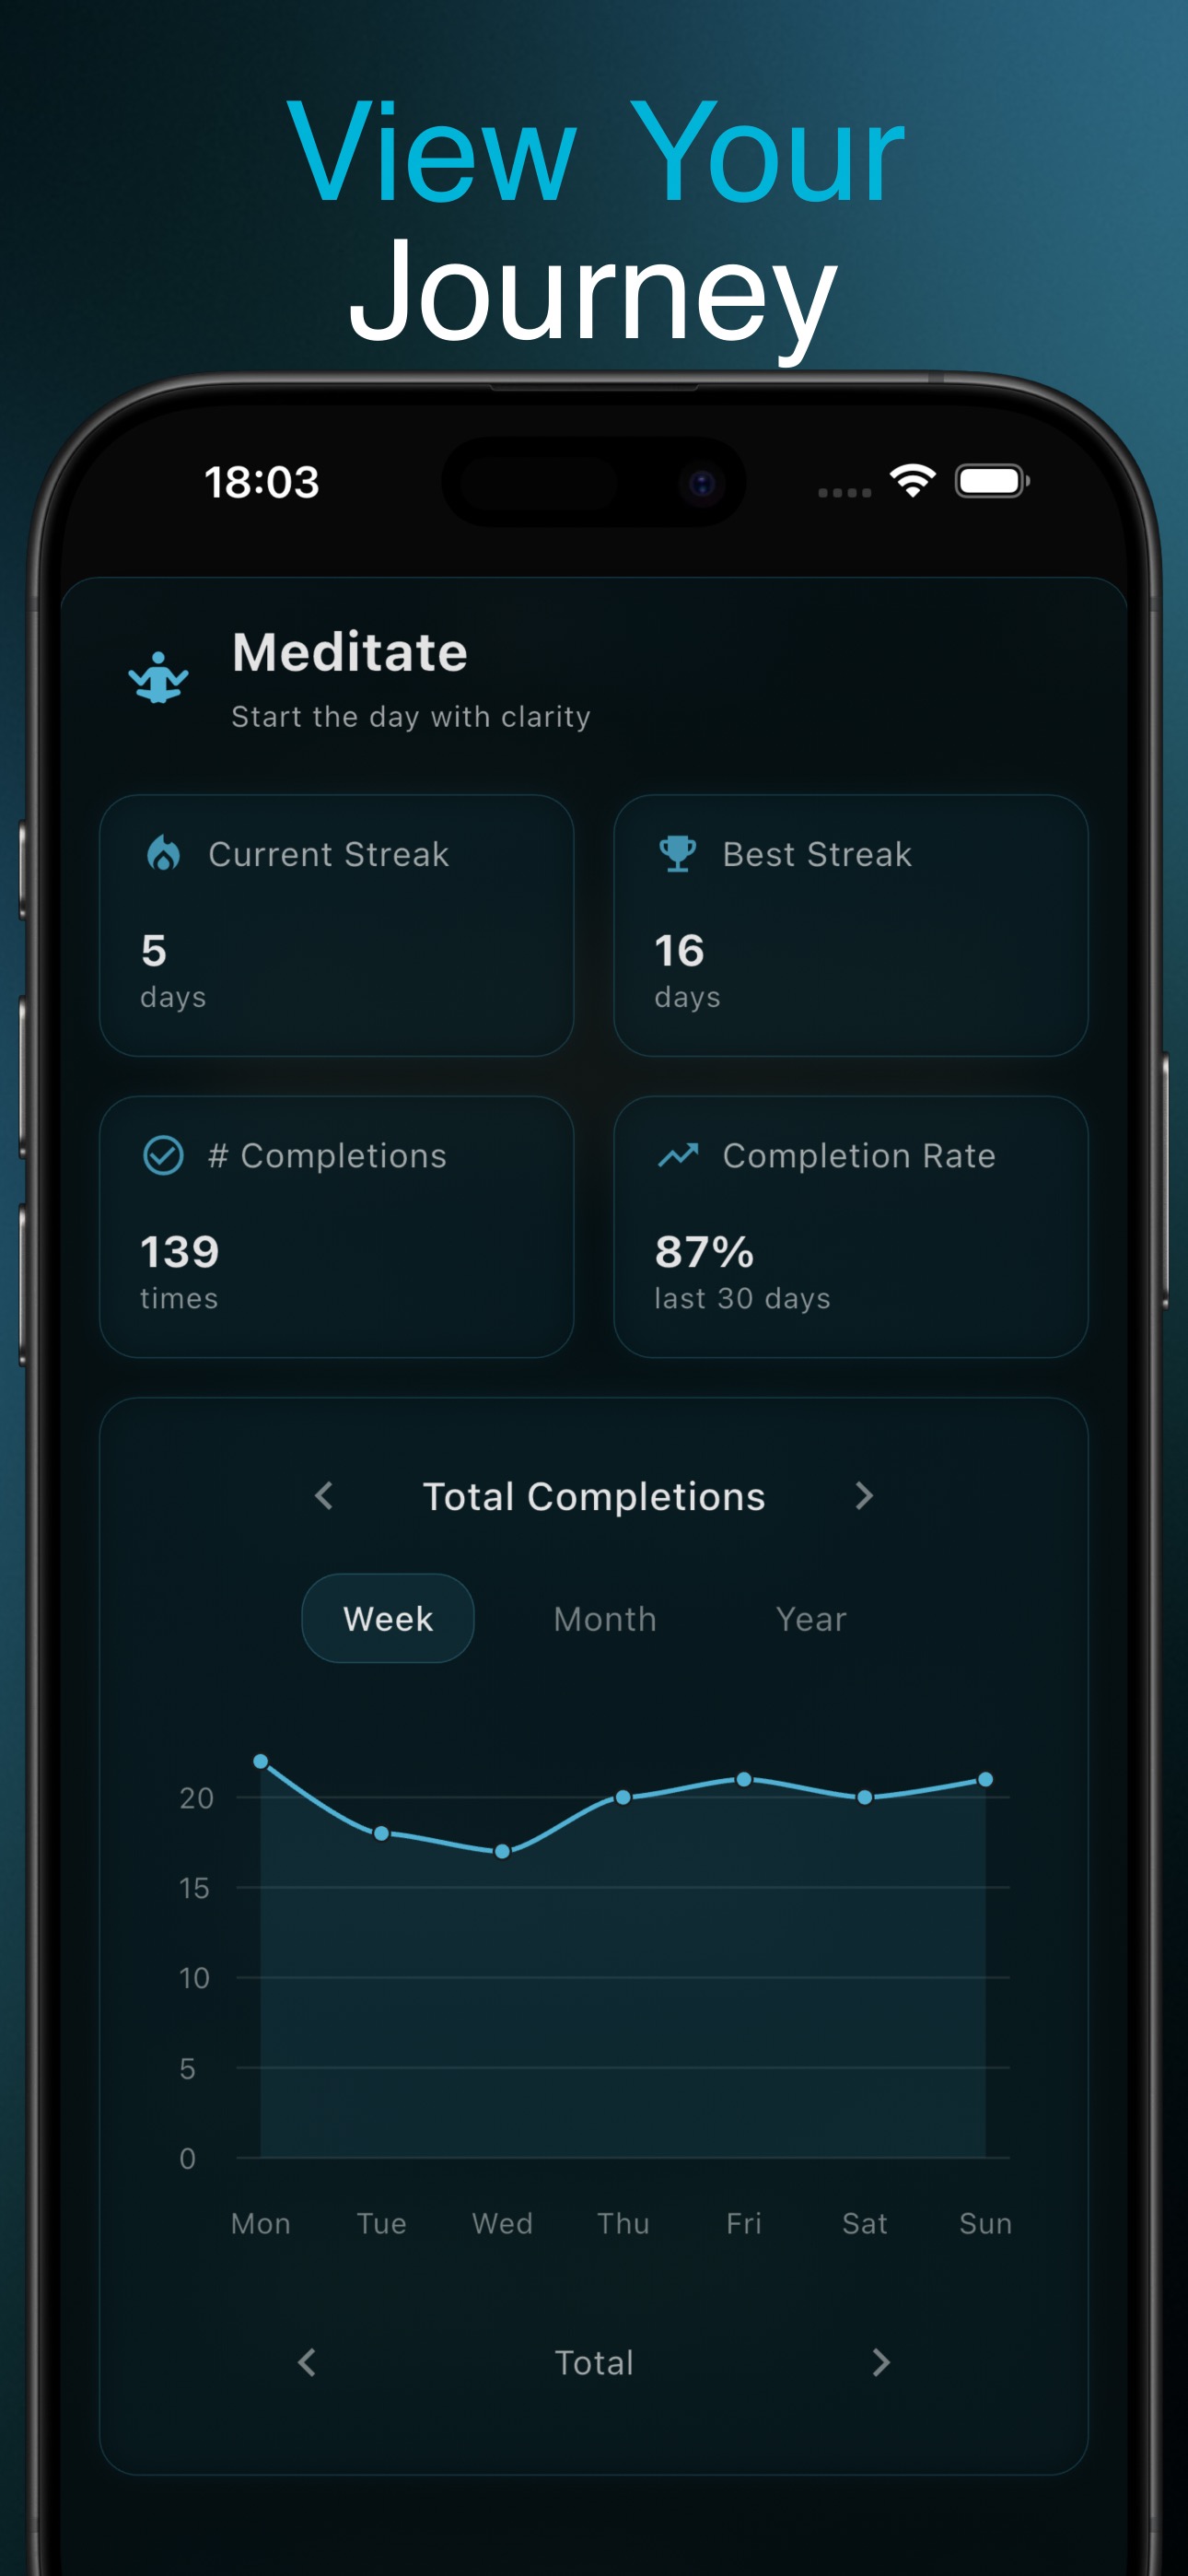 View Your
Journey
18:03
Meditate
Start the day with clarity
Current Streak
5
days
Best Streak
16
days
# Completions
139
times
Completion Rate
87%
last 30 days
Total Completions
Week Month Year
20
15
10
5
0
Mon Tue Wed Thu Fri Sat Sun
Total